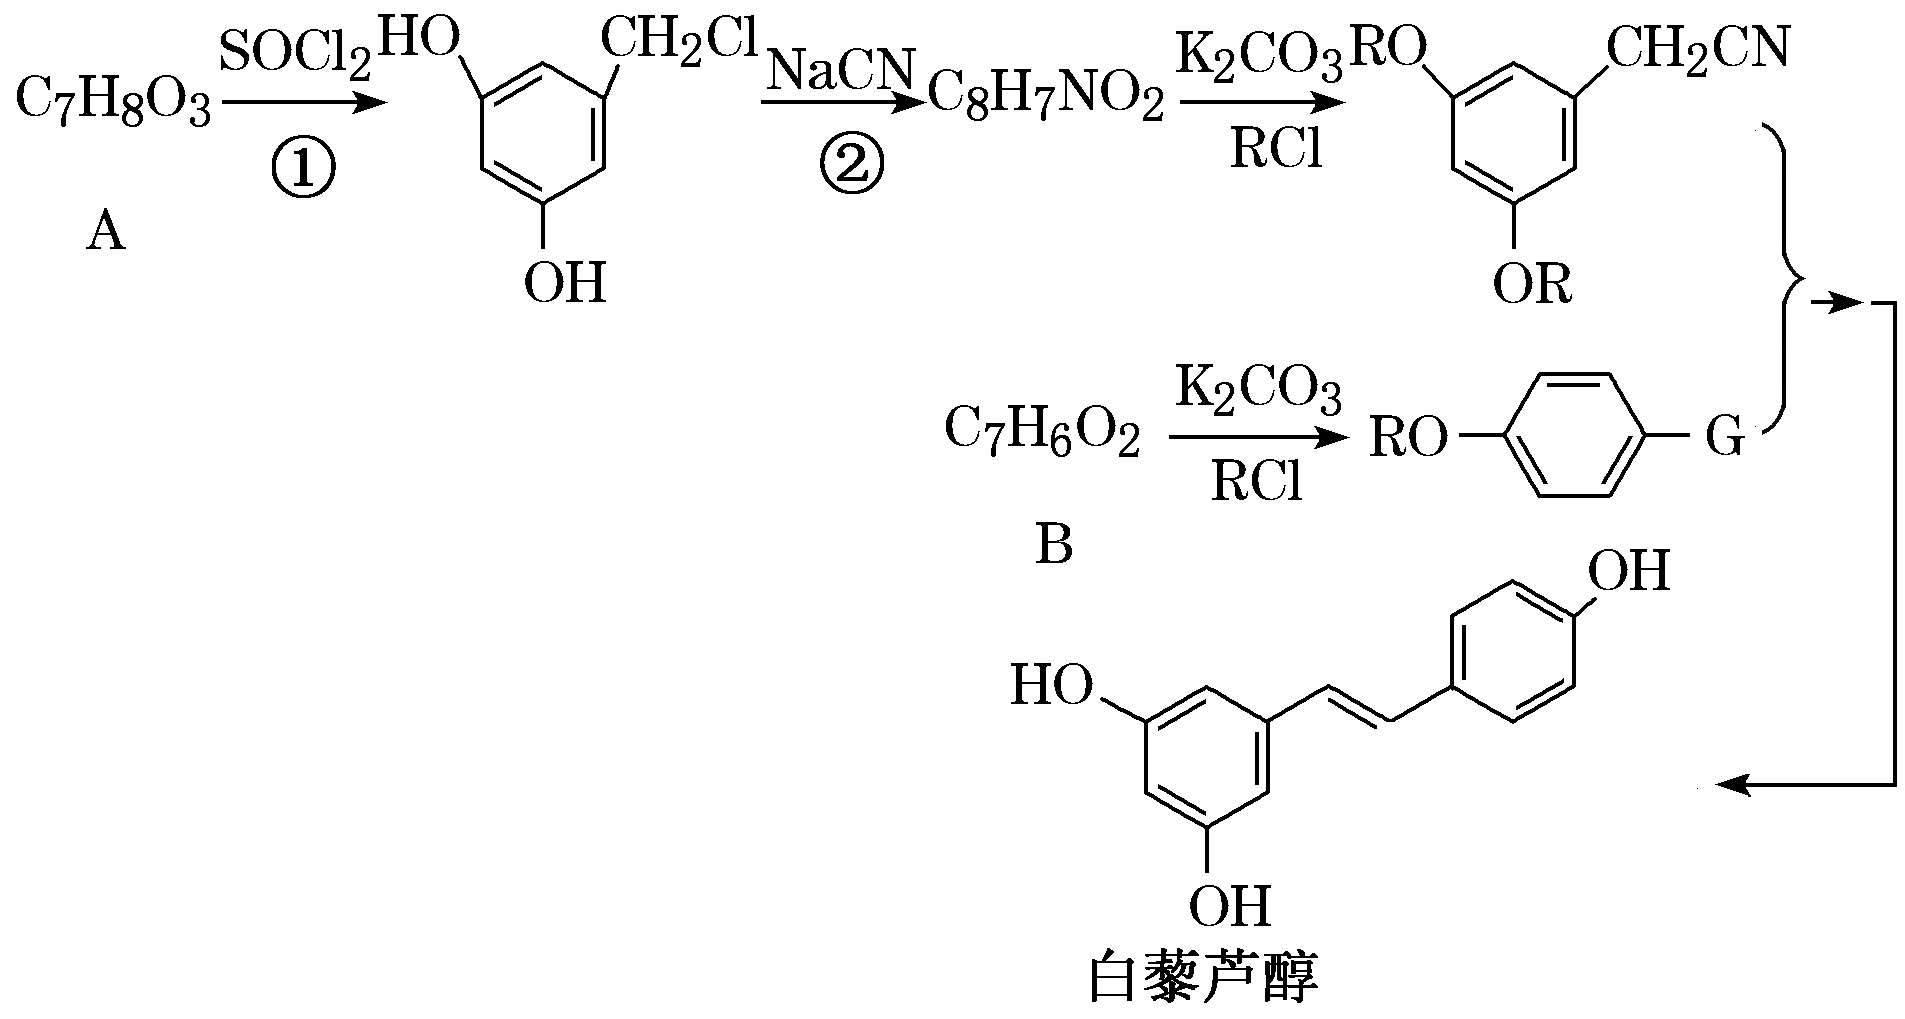 C7H8O3 SOCl2 ① HO CH2Cl OH NaCN ② C8H7NO2 K2CO3 RCl RO CH2CN OR
A
C7H6O2 K2CO3 RCl RO G
B
HO OH OH
白藜芦醇